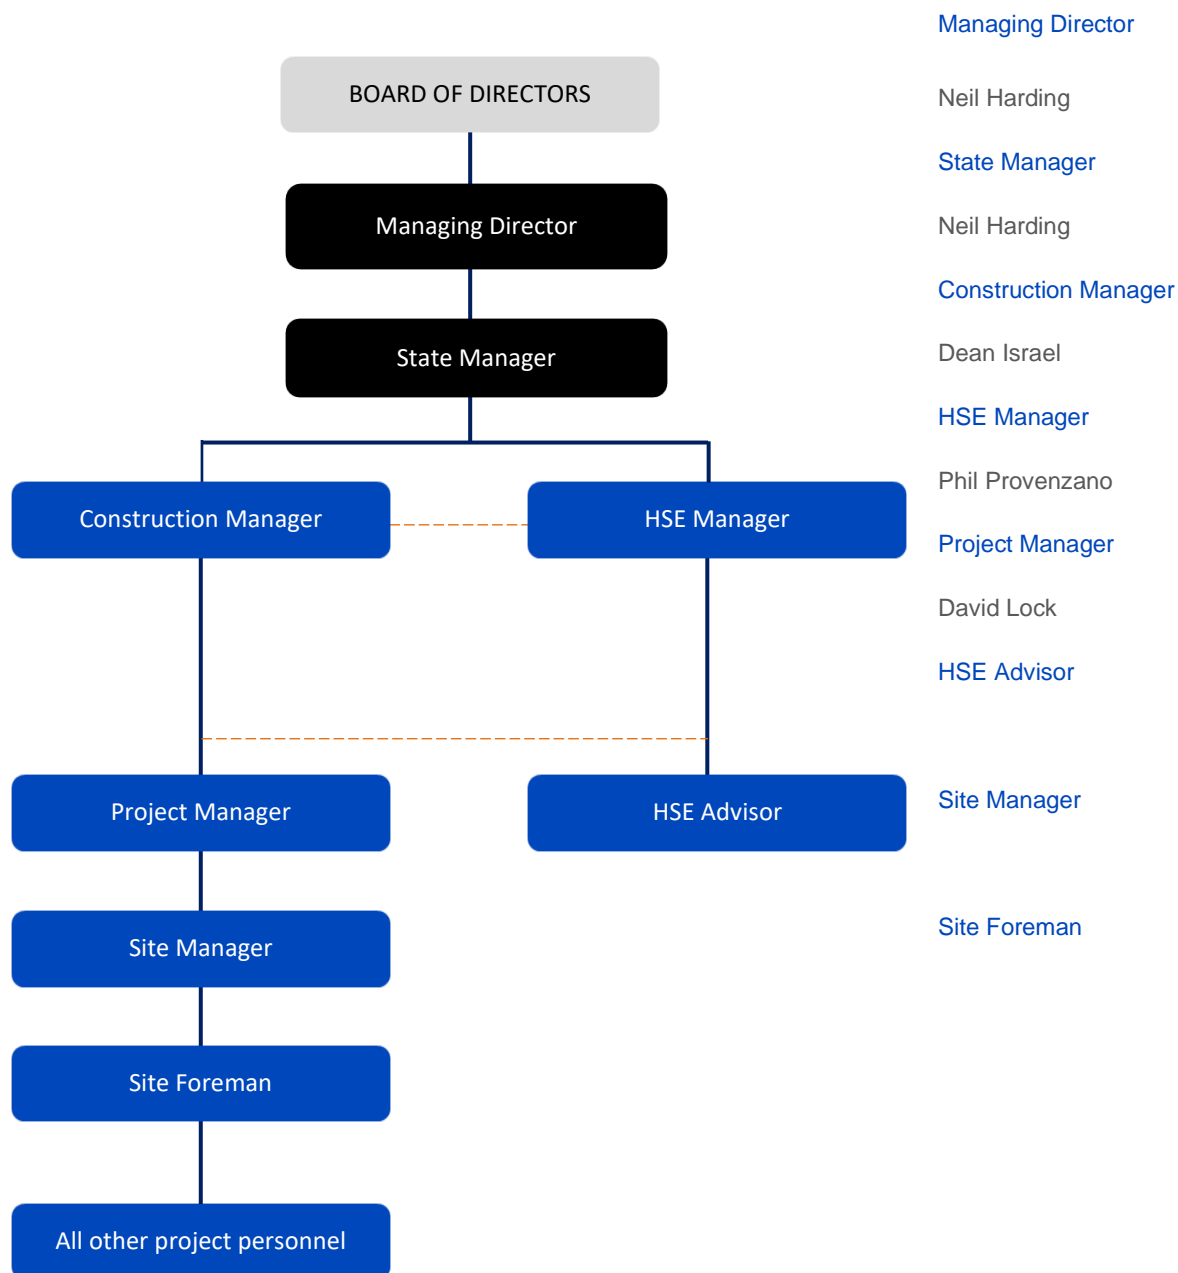 BOARD OF DIRECTORS
Managing Director
State Manager
Construction Manager
HSE Manager
Project Manager
HSE Advisor
Site Manager
Site Foreman
All other project personnel
Managing Director
Neil Harding
State Manager
Neil Harding
Construction Manager
Dean Israel
HSE Manager
Phil Provenzano
Project Manager
David Lock
HSE Advisor
Site Manager
Site Foreman